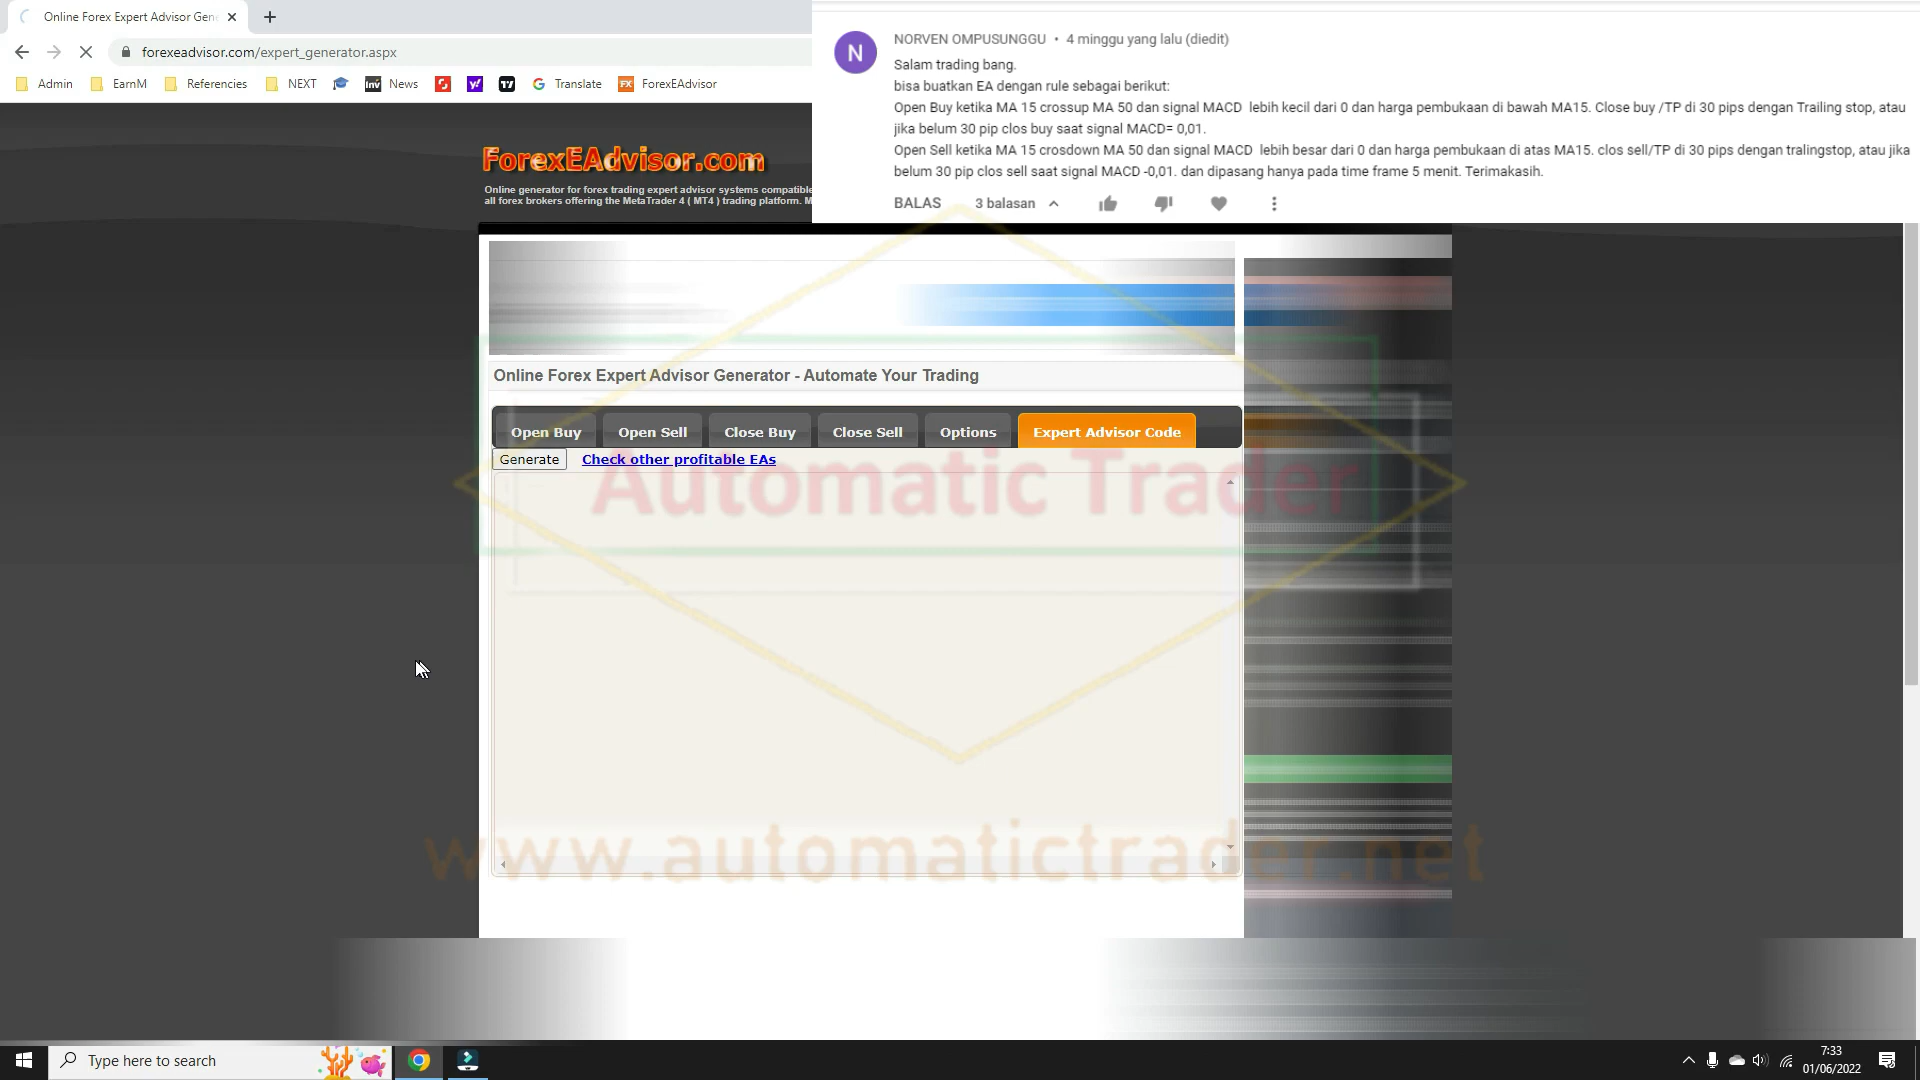 Online Forex Expert Advisor Gen
forexeadvisor.com/expert_generator.aspx
Admin EarnM References NEXT News Translate ForexEAdvisor
N
NORVEN OMPUSUNGGU • 4 minggu yang lalu (diedit)
Salam trading bang.
bisa buatkan EA dengan rule sebagai berikut:
Open Buy ketika MA 15 crossup MA 50 dan signal MACD lebih kecil dari 0 dan harga pembukaan di bawah MA15. Close buy /TP di 30 pips dengan Trailing stop, atau
jika belum 30 pip clos buy saat signal MACD= 0,01.
Open Sell ketika MA 15 crosdown MA 50 dan signal MACD lebih besar dari 0 dan harga pembukaan di atas MA15. clos sell/TP di 30 pips dengan tralingstop, atau jika
belum 30 pip clos sell saat signal MACD -0,01. dan dipasang hanya pada time frame 5 menit. Terimakasih.
BALAS 3 balasan
ForexEAdvisor.com
Online generator for forex trading expert advisor systems compatible
all forex brokers offering the MetaTrader 4 ( MT4 ) trading platform. M
Online Forex Expert Advisor Generator - Automate Your Trading
Open Buy Open Sell Close Buy Close Sell Options Expert Advisor Code
Generate Check other profitable EAs
Automatic Trader
www.automatictrader.net
Type here to search
7:33
01/06/2022